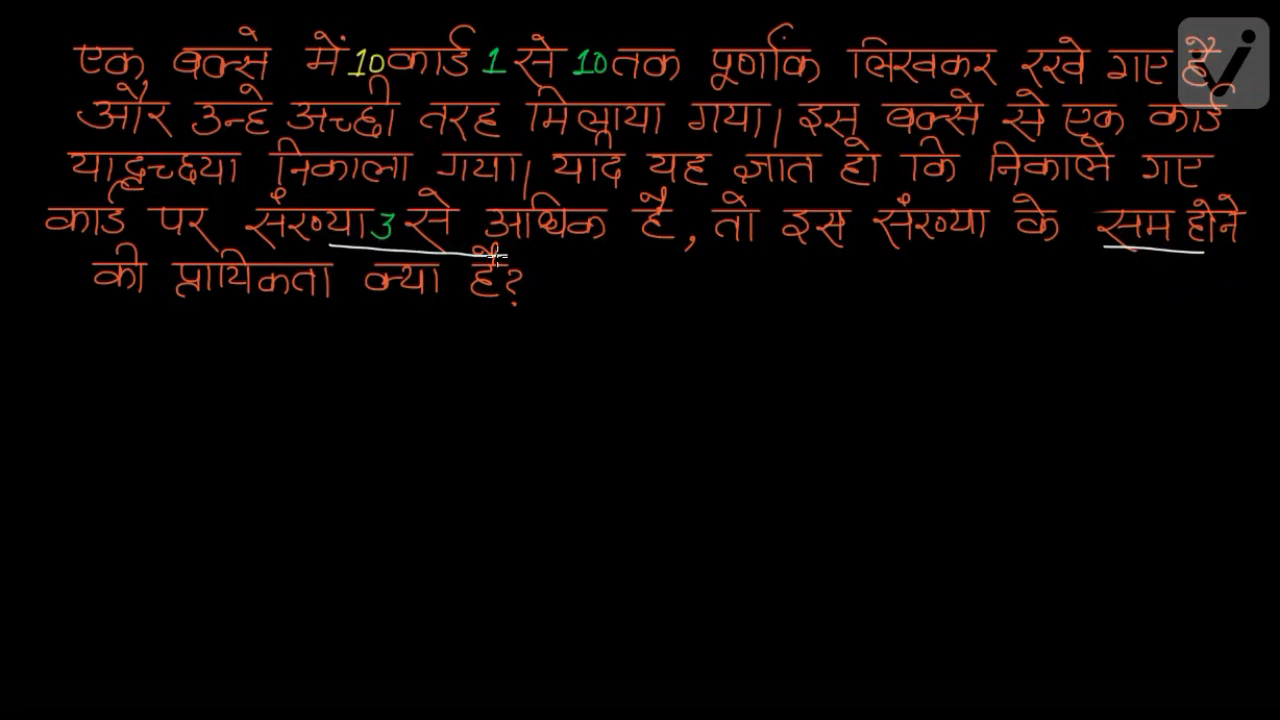 एक बक्से में 10 कार्ड 1 से 10 तक पूर्णांक लिखकर रखे गए हैं
और उन्हे अच्छी तरह मिलाया गया। इस बक्से से एक कार्ड
यादृच्छया निकाला गया। यदि यह ज्ञात हो कि निकाले गए
कार्ड पर संख्या 3 से अधिक है, तो इस संख्या के सम होने
की प्रायिकता क्या है?